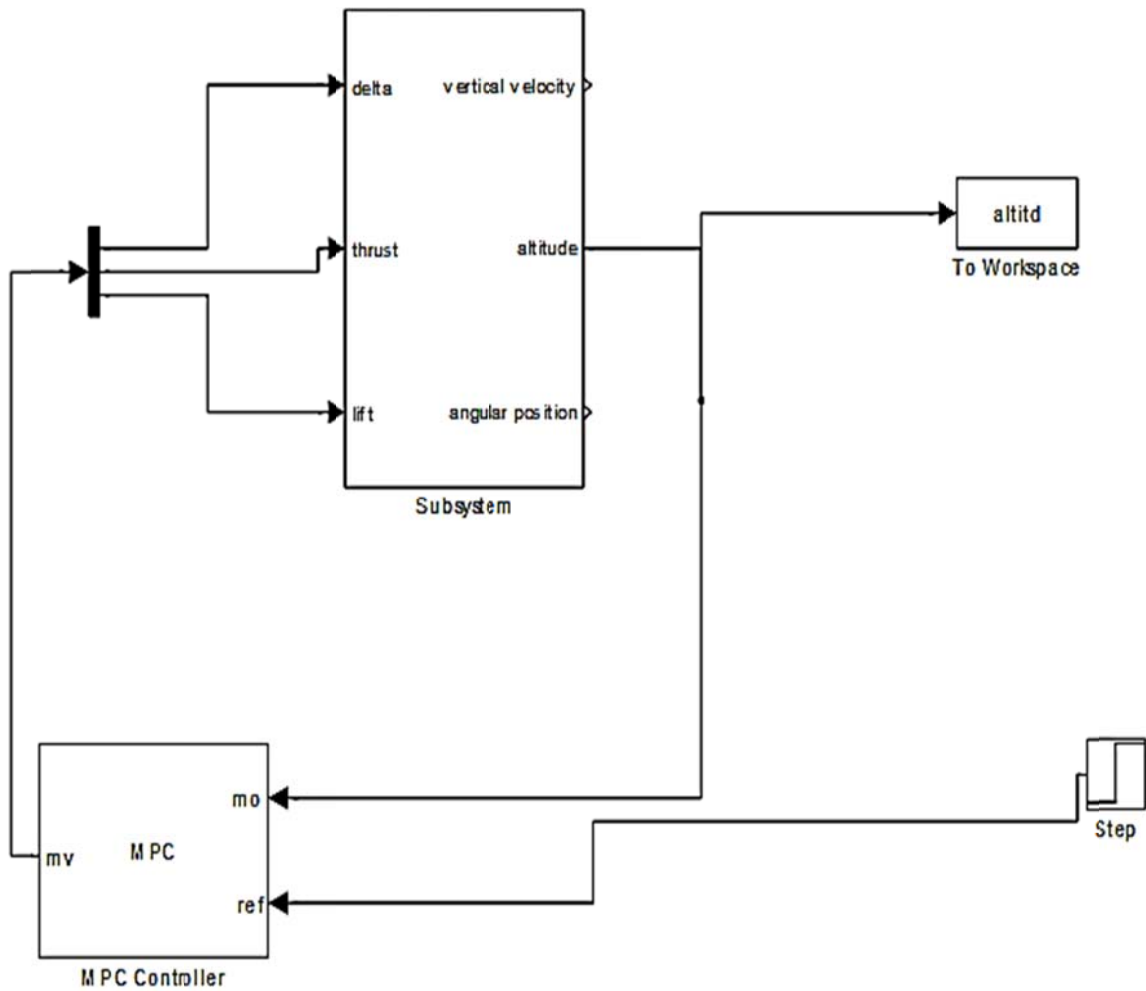 delta
vertical velocity
thrust
altitude
lift
angular position
Subsystem
altitd
To Workspace
mo
MPC
mv
ref
MPC Controller
Step